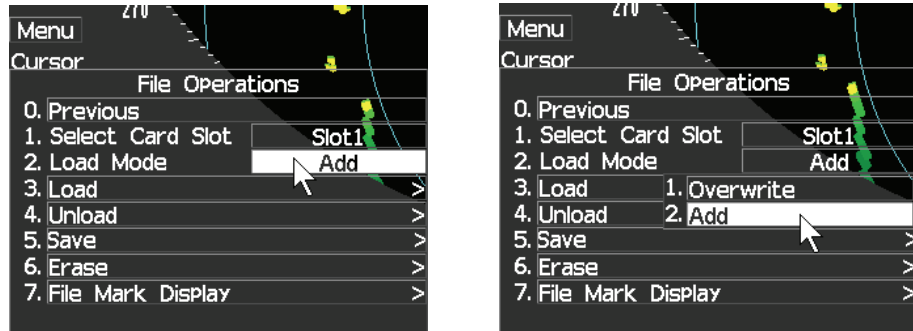 270
Menu
Cursor
File Operations
0. Previous
1. Select Card Slot Slot1
2. Load Mode Add
3. Load >
4. Unload >
5. Save >
6. Erase >
7. File Mark Display >
270
Menu
Cursor
File Operations
0. Previous
1. Select Card Slot Slot1
2. Load Mode Add
3. Load 1. Overwrite
4. Unload 2. Add
5. Save >
6. Erase >
7. File Mark Display >